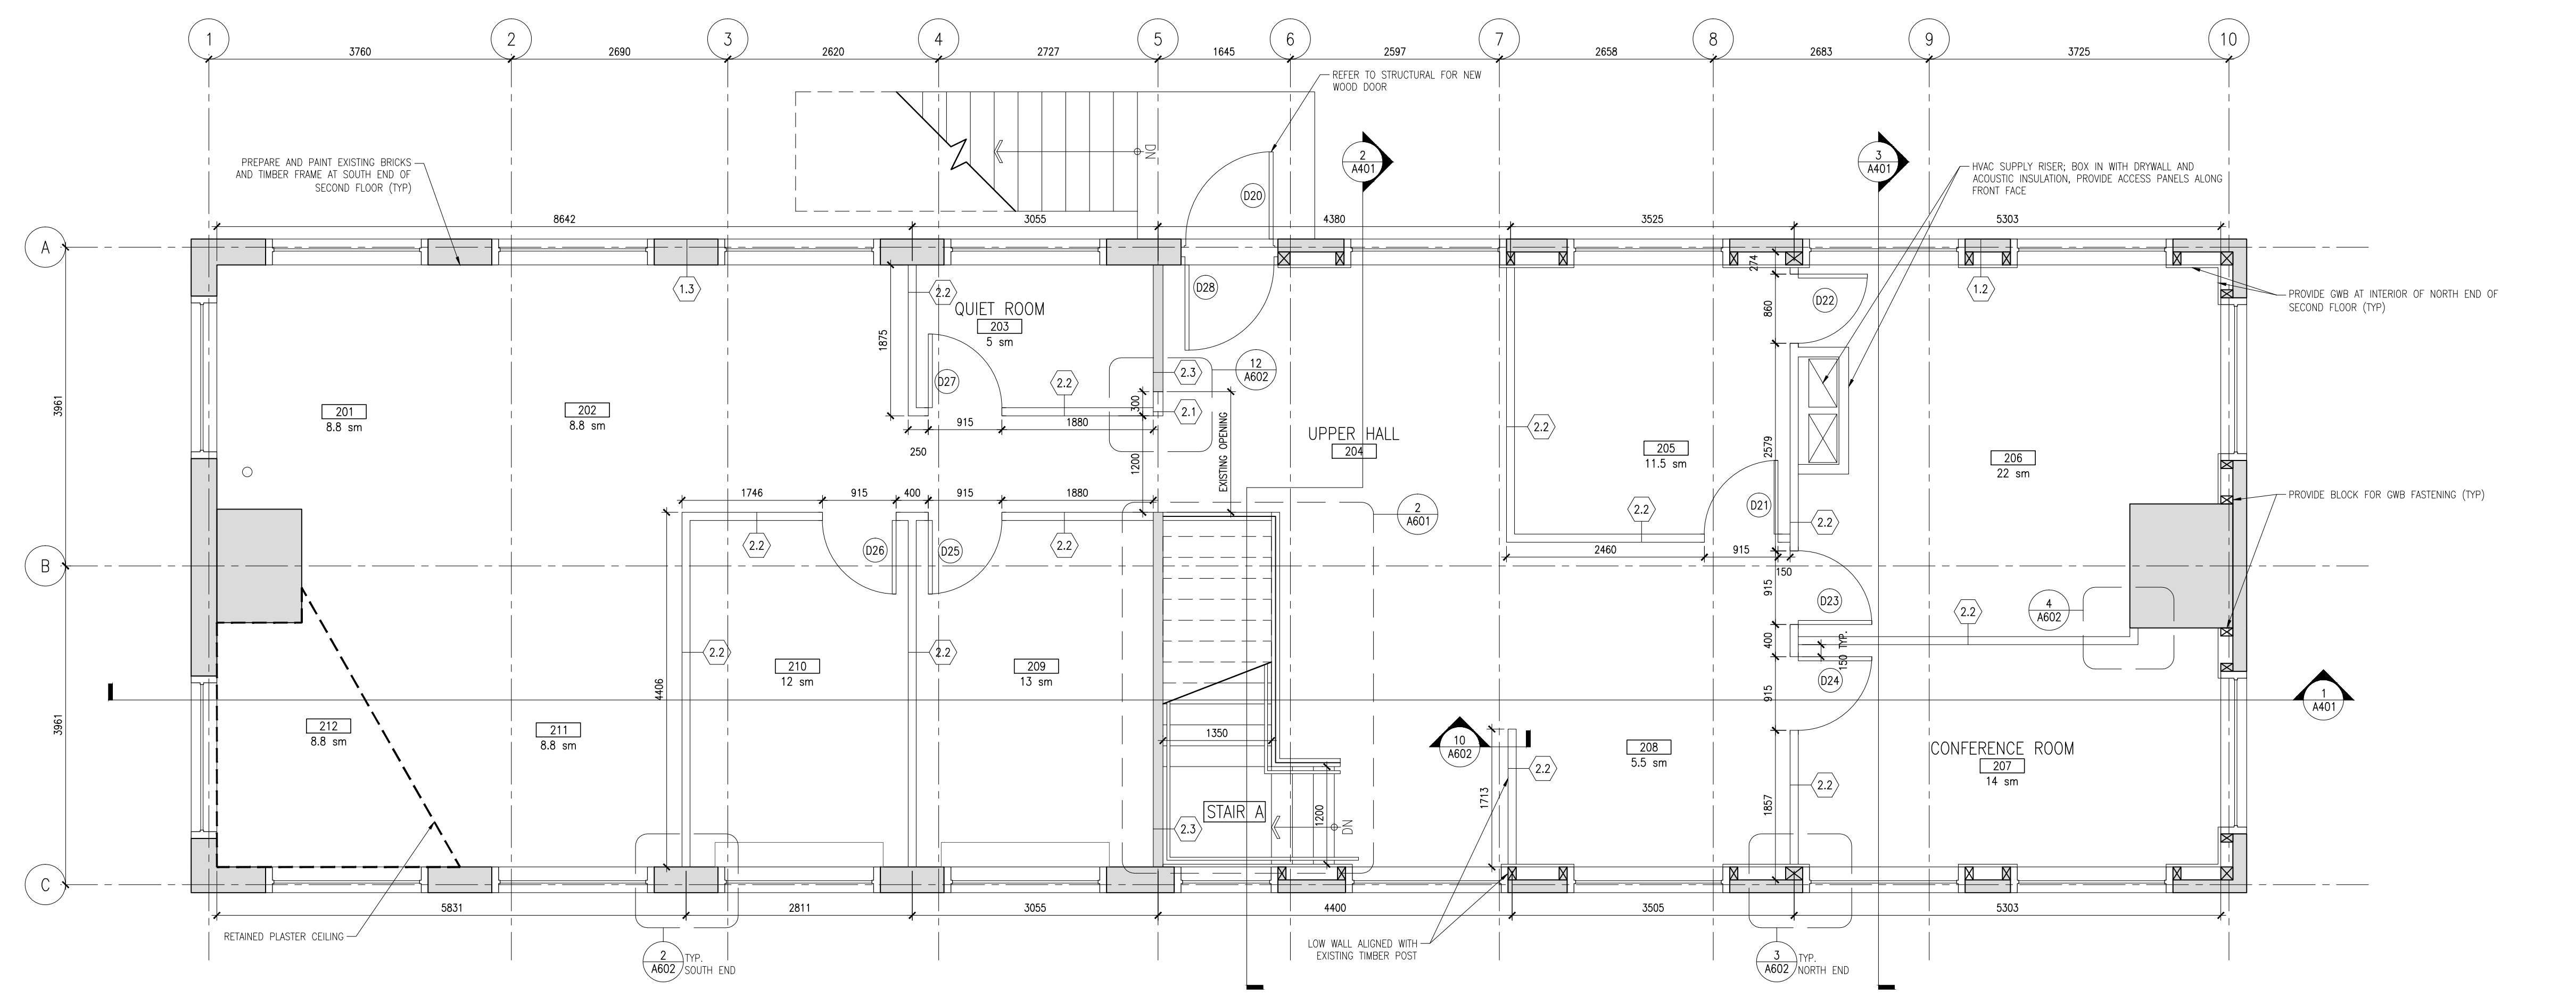 1 2 3 4 5 6 7 8 9 10
3760 2690 2620 2727 1645 2597 2658 2683 3725
REFER TO STRUCTURAL FOR NEW
WOOD DOOR
DN
2
A401
3
A401
PREPARE AND PAINT EXISTING BRICKS
AND TIMBER FRAME AT SOUTH END OF
SECOND FLOOR (TYP)
HVAC SUPPLY RISER; BOX IN WITH DRYWALL AND
ACOUSTIC INSULATION, PROVIDE ACCESS PANELS ALONG
FRONT FACE
D20
8642 3055 4380 3525 5303
A
274
1.3
2.2
D28
D22
1.2
PROVIDE GWB AT INTERIOR OF NORTH END OF
SECOND FLOOR (TYP)
QUIET ROOM
203
5 sm
860
1875
D27
2.2
2.3
12
A602
300
2.1
3961
201
8.8 sm
202
8.8 sm
915 1880
250
1200
EXISTING OPENING
UPPER HALL
204
2.2
205
11.5 sm
2579
206
22 sm
1746 915 400 915 1880
2
A601
2.2
D21
2.2
PROVIDE BLOCK FOR GWB FASTENING (TYP)
2.2
D26
D25
2.2
2460 915
150
B
915
D23
4
A602
2.2
400
150 TYP.
2.2
2.2
210
12 sm
209
13 sm
4406
D24
915
1
A401
3961
212
8.8 sm
211
8.8 sm
1350
10
A602
208
5.5 sm
CONFERENCE ROOM
207
14 sm
2.2
2.2
1713
1857
STAIR A
1200
DN
2.3
C
5831 2811 3055 4400 3505 5303
RETAINED PLASTER CEILING
2
A602
TYP.
SOUTH END
LOW WALL ALIGNED WITH
EXISTING TIMBER POST
3
A602
TYP.
NORTH END